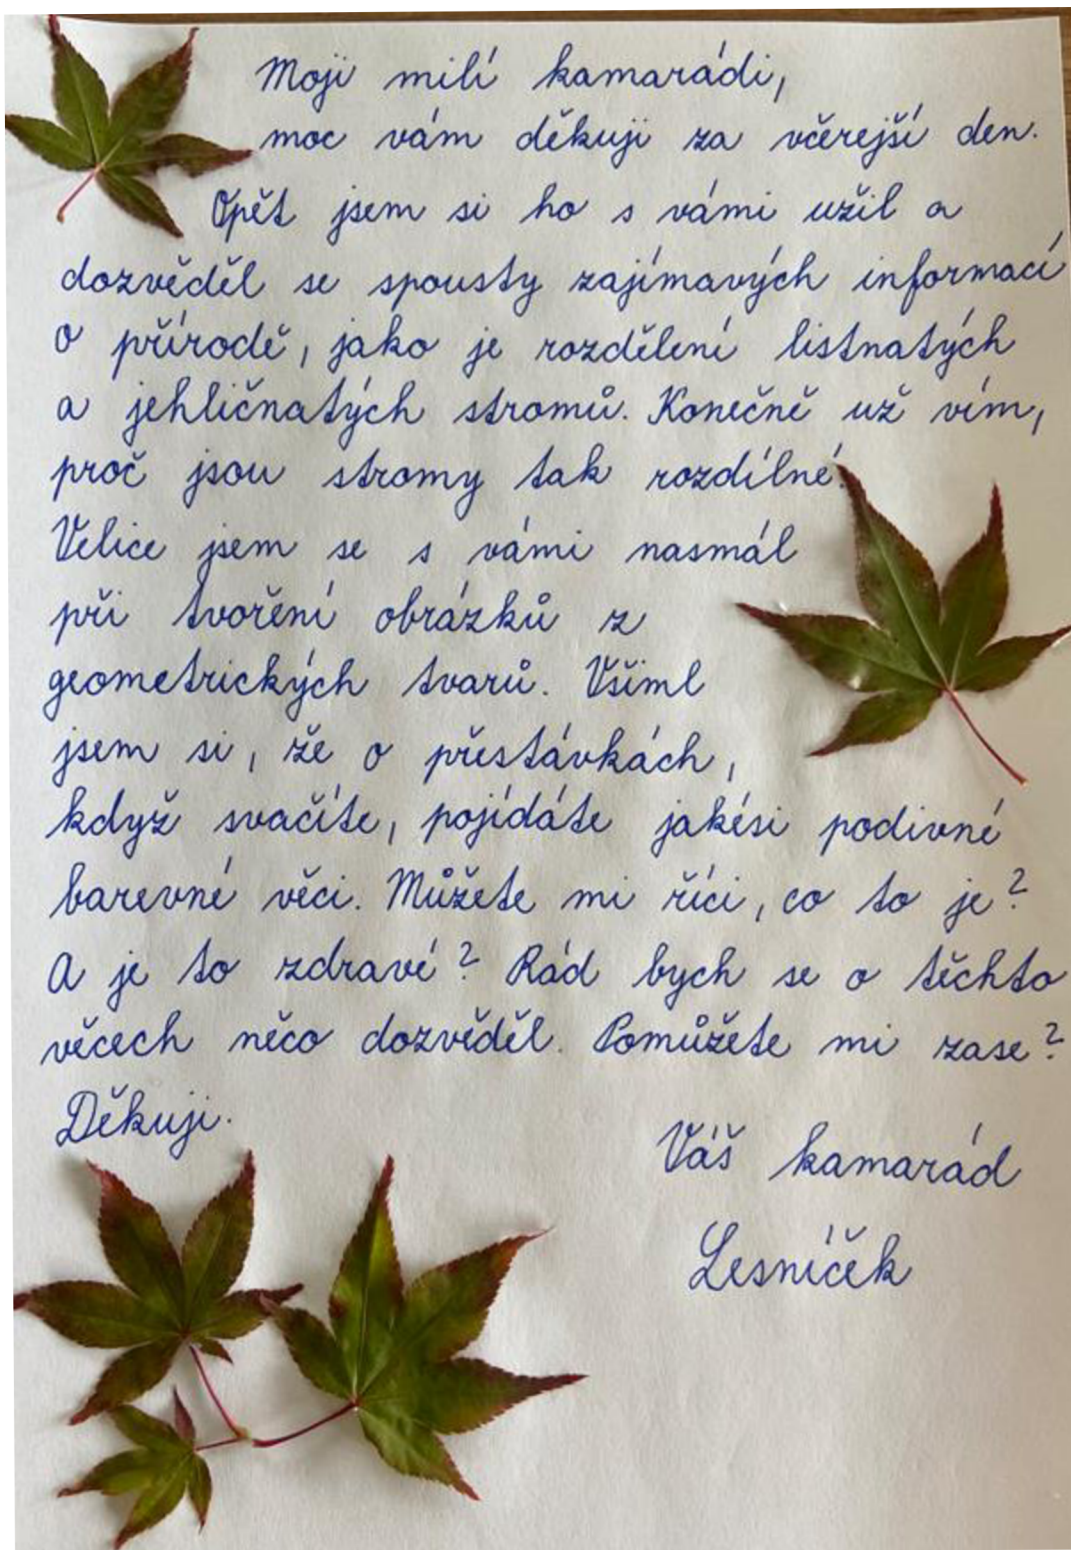 Moji milí kamarádi,
moc vám děkuji za včerejší den.
Opět jsem si ho s vámi užil a
dozvěděl se spousty zajímavých informací
o přírodě, jako je rozdělení listnatých
a jehličnatých stromů. Konečně už vím,
proč jsou stromy tak rozdílné.
Velice jsem se s vámi nasmál
při tvoření obrázků z
geometrických tvarů. Všiml
jsem si, že o přestávkách,
když svačíte, pojídáte jakési podivné
barevné věci. Můžete mi říci, co to je?
A je to zdravé? Rád bych se o těchto
věcech něco dozvěděl. Pomůžete mi zase?
Děkuji.
Váš kamarád
Lesníček